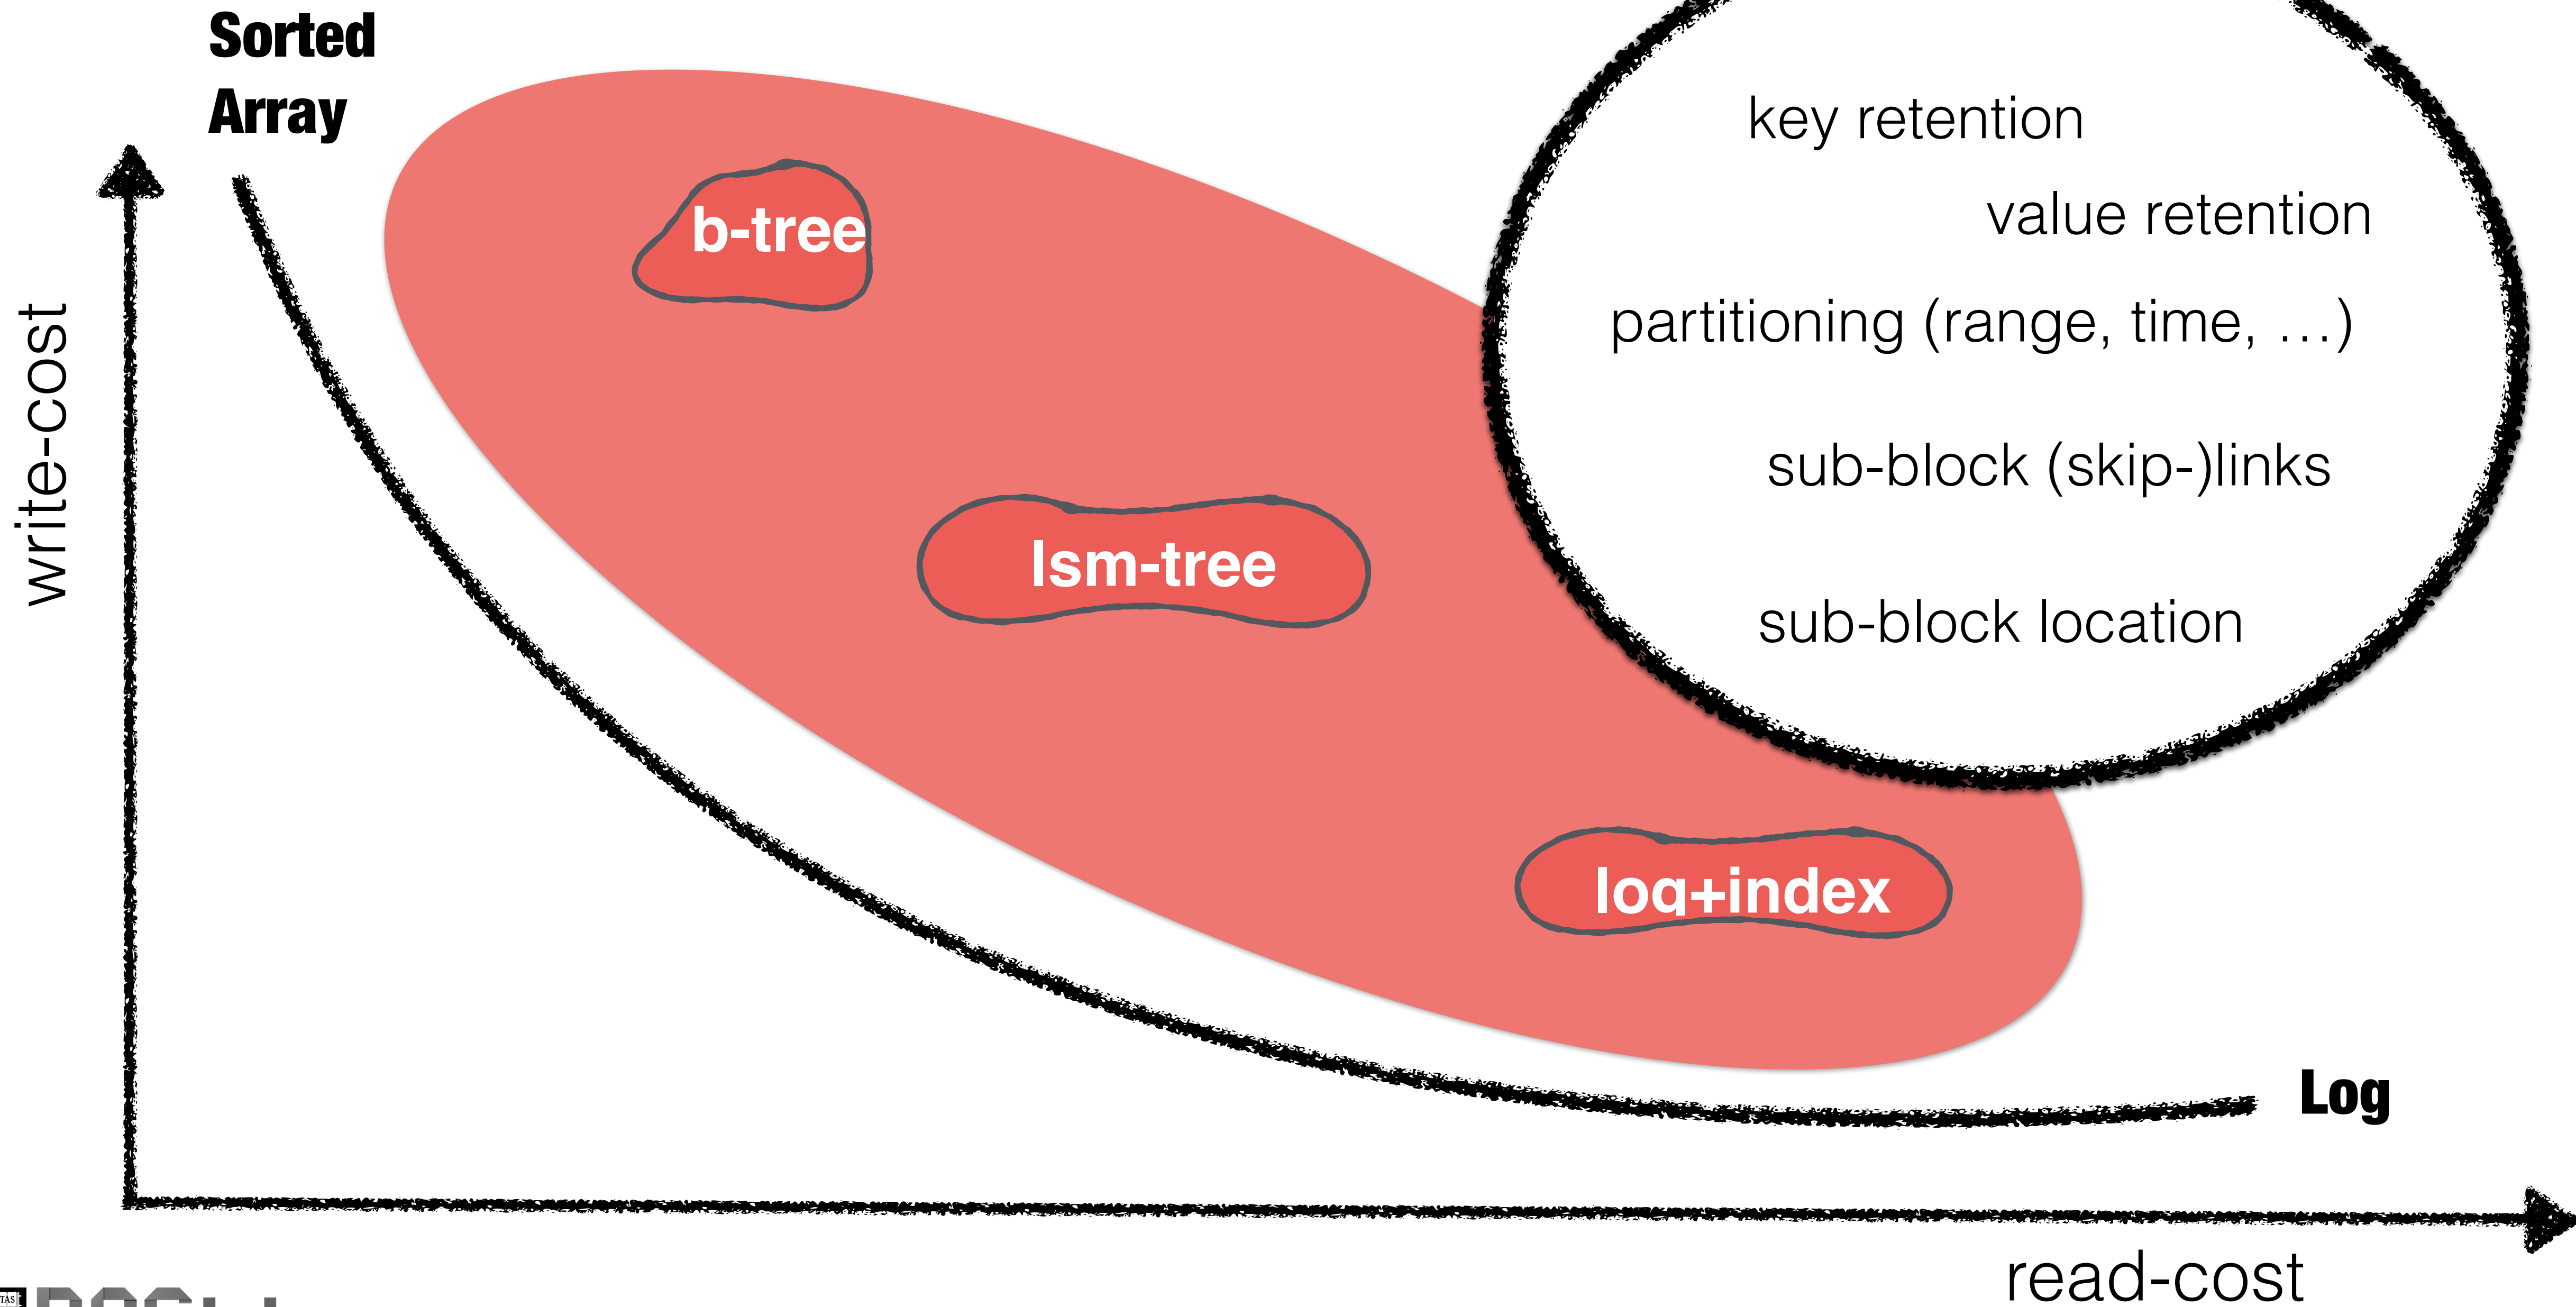 Sorted
Array
key retention
value retention
b-tree
partitioning (range, time, …)
write-cost
sub-block (skip-)links
lsm-tree
sub-block location
log+index
Log
read-cost